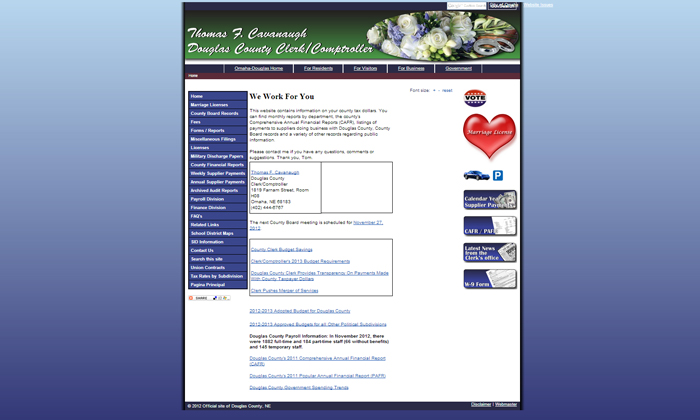 Thomas F. Cavanaugh
Douglas County Clerk/Comptroller
Omaha-Douglas Home
For Residents
For Visitors
For Business
Government
Home
Font size: + - reset
Home
Marriage Licenses
County Board Records
Fees
Forms / Reports
Miscellaneous Filings
Licenses
Military Discharge Papers
County Financial Reports
Weekly Supplier Payments
Annual Supplier Payments
Archived Audit Reports
Payroll Division
Finance Division
FAQ's
Related Links
School District Maps
SID Information
Contact Us
Search this site
Union Contracts
Tax Rates by Subdivision
Pagina Principal
SHARE
We Work For You
This website contains information on your county tax dollars. You
can find monthly reports by department, the county's
Comprehensive Annual Financial Reports (CAFR), listings of
payments to suppliers doing business with Douglas County, County
Board records and a variety of other records regarding public
information.
Please contact me if you have any questions, comments or
suggestions. Thank you, Tom.
Thomas F. Cavanaugh
Douglas County
Clerk/Comptroller
1819 Farnam Street, Room
H08
Omaha, NE 68183
(402) 444-6767
The next County Board meeting is scheduled for November 27,
2012.
County Clerk Budget Savings
Clerk/Comptroller's 2013 Budget Requirements
Douglas County Clerk Provides Transparency On Payments Made
With County Taxpayer Dollars
Clerk Pushes Merger of Services
2012-2013 Adopted Budget for Douglas County
2012-2013 Approved Budgets for all Other Political Subdivisions
Douglas County Payroll Information: In November 2012, there
were 1882 full-time and 164 part-time staff (66 without benefits)
and 145 temporary staff.
Douglas County's 2011 Comprehensive Annual Financial Report
(CAFR)
Douglas County's 2011 Popular Annual Financial Report (PAFR)
Douglas County Government Spending Trends
VOTE
Marriage License
P
Calendar Year
Supplier Payments
CAFR / PAFR
Latest News
from the
Clerk's office
W-9 Form
© 2012 Official site of Douglas County, NE
Disclaimer | Webmaster